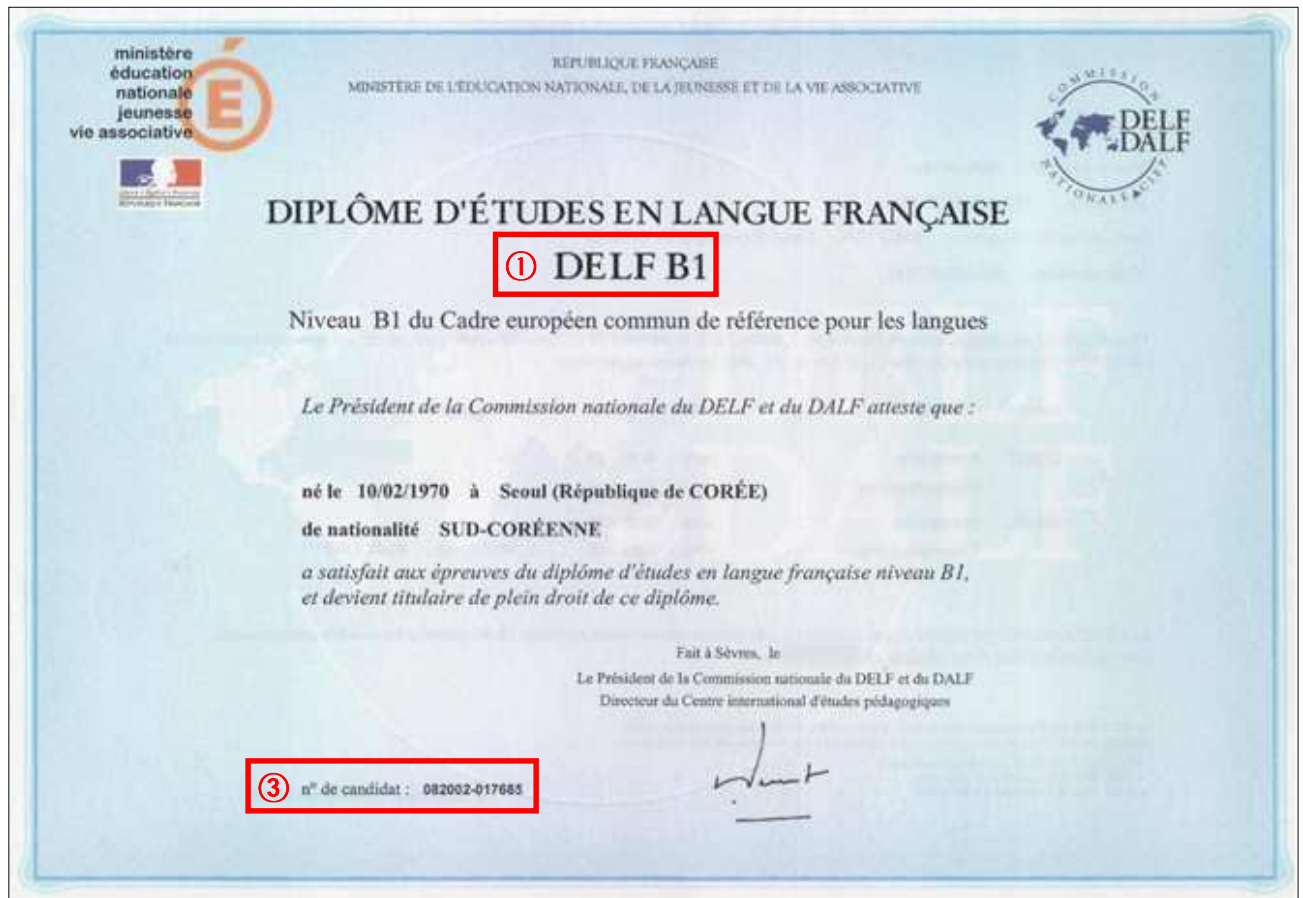 ministère
éducation
nationale
jeunesse
vie associative
RÉPUBLIQUE FRANÇAISE
MINISTÈRE DE L'ÉDUCATION NATIONALE, DE LA JEUNESSE ET DE LA VIE ASSOCIATIVE
COMMISSION
DELF
DALF
NATIONALE
DIPLÔME D'ÉTUDES EN LANGUE FRANÇAISE
① DELF B1
Niveau B1 du Cadre européen commun de référence pour les langues
Le Président de la Commission nationale du DELF et du DALF atteste que :
né le 10/02/1970 à Seoul (République de CORÉE)
de nationalité SUD-CORÉENNE
a satisfait aux épreuves du diplôme d'études en langue française niveau B1,
et devient titulaire de plein droit de ce diplôme.
Fait à Sèvres, le
Le Président de la Commission nationale du DELF et du DALF
Directeur du Centre international d'études pédagogiques
③ n° de candidat : 082002-017685